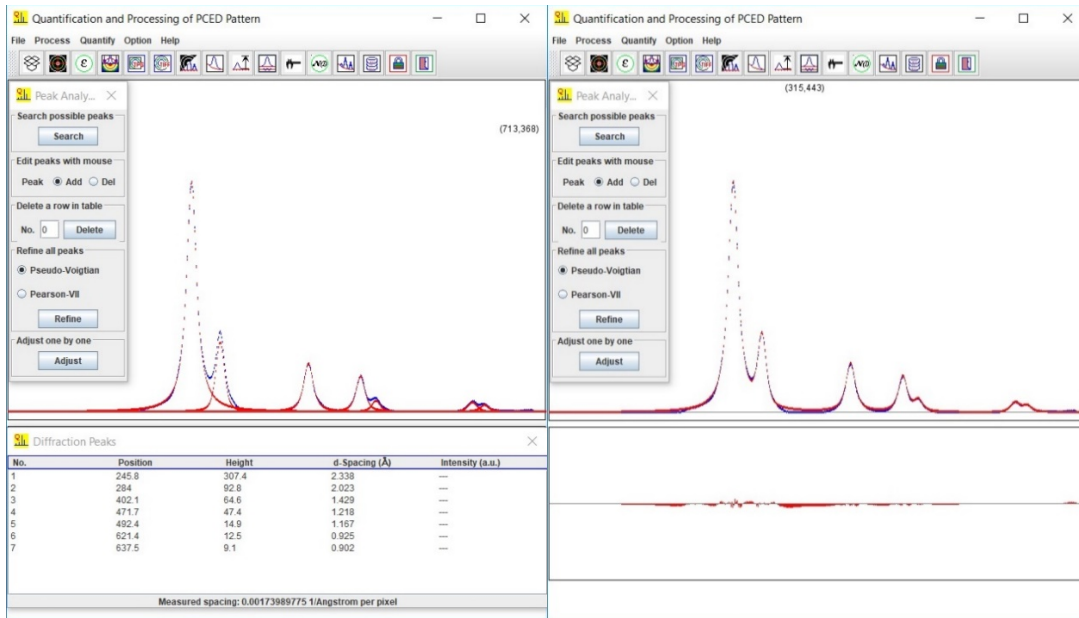 Quantification and Processing of PCED Pattern
File Process Quantify Option Help
Peak Analy...
Search possible peaks
Search
Edit peaks with mouse
Peak Add Del
Delete a row in table
No. 0 Delete
Refine all peaks
Pseudo-Voigtian
Pearson-VII
Refine
Adjust one by one
Adjust
(713,368)
Diffraction Peaks
No. Position Height d-Spacing (Å) Intensity (a.u.)
1 245.8 307.4 2.338 ---
2 284 92.8 2.023 ---
3 402.1 64.6 1.429 ---
4 471.7 47.4 1.218 ---
5 492.4 14.9 1.167 ---
6 621.4 12.5 0.925 ---
7 637.5 9.1 0.902 ---
Measured spacing: 0.00173989775 1/Angstrom per pixel
Quantification and Processing of PCED Pattern
File Process Quantify Option Help
(315,443)
Peak Analy...
Search possible peaks
Search
Edit peaks with mouse
Peak Add Del
Delete a row in table
No. 0 Delete
Refine all peaks
Pseudo-Voigtian
Pearson-VII
Refine
Adjust one by one
Adjust